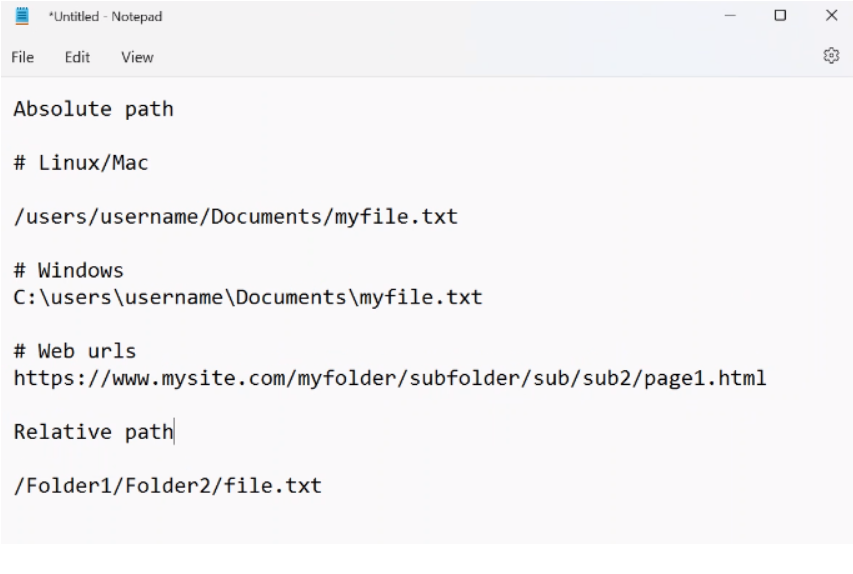 *Untitled - Notepad
File Edit View
Absolute path
# Linux/Mac
/users/username/Documents/myfile.txt
# Windows
C:\users\username\Documents\myfile.txt
# Web urls
https://www.mysite.com/myfolder/subfolder/sub/sub2/page1.html
Relative path
/Folder1/Folder2/file.txt